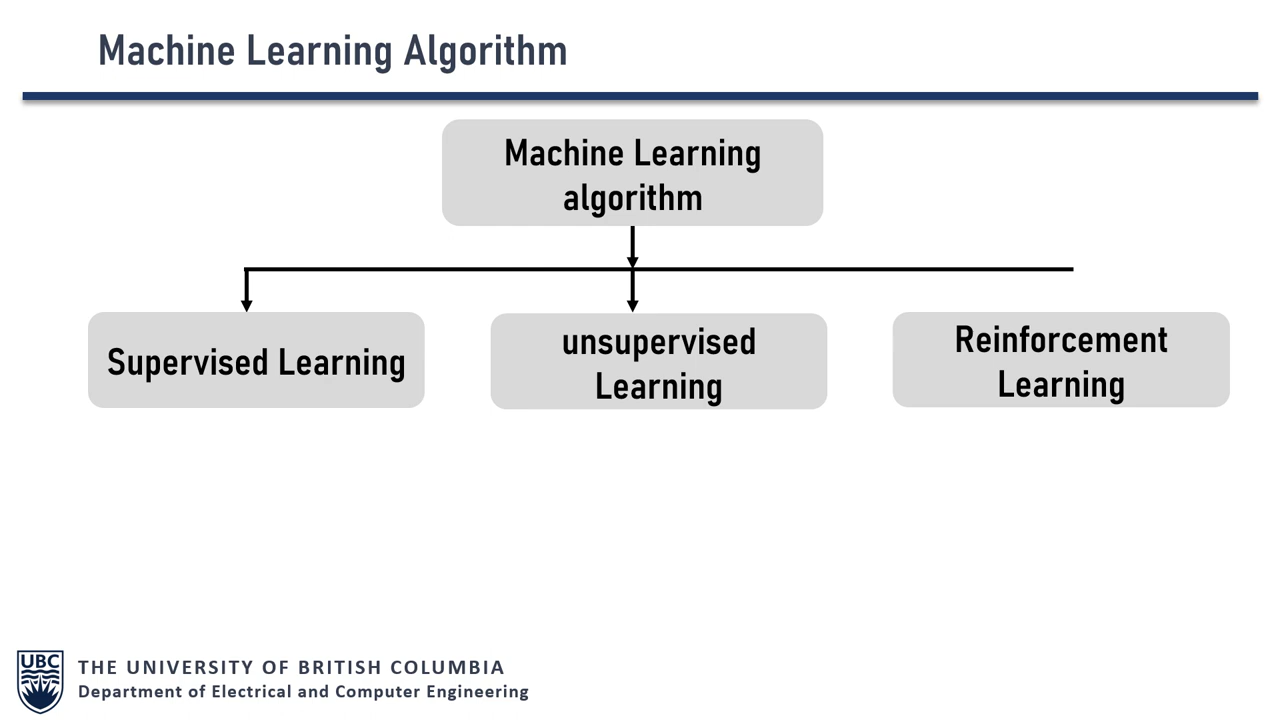 Machine Learning Algorithm
Machine Learning
algorithm
Supervised Learning
unsupervised
Learning
Reinforcement
Learning
UBC
THE UNIVERSITY OF BRITISH COLUMBIA
Department of Electrical and Computer Engineering